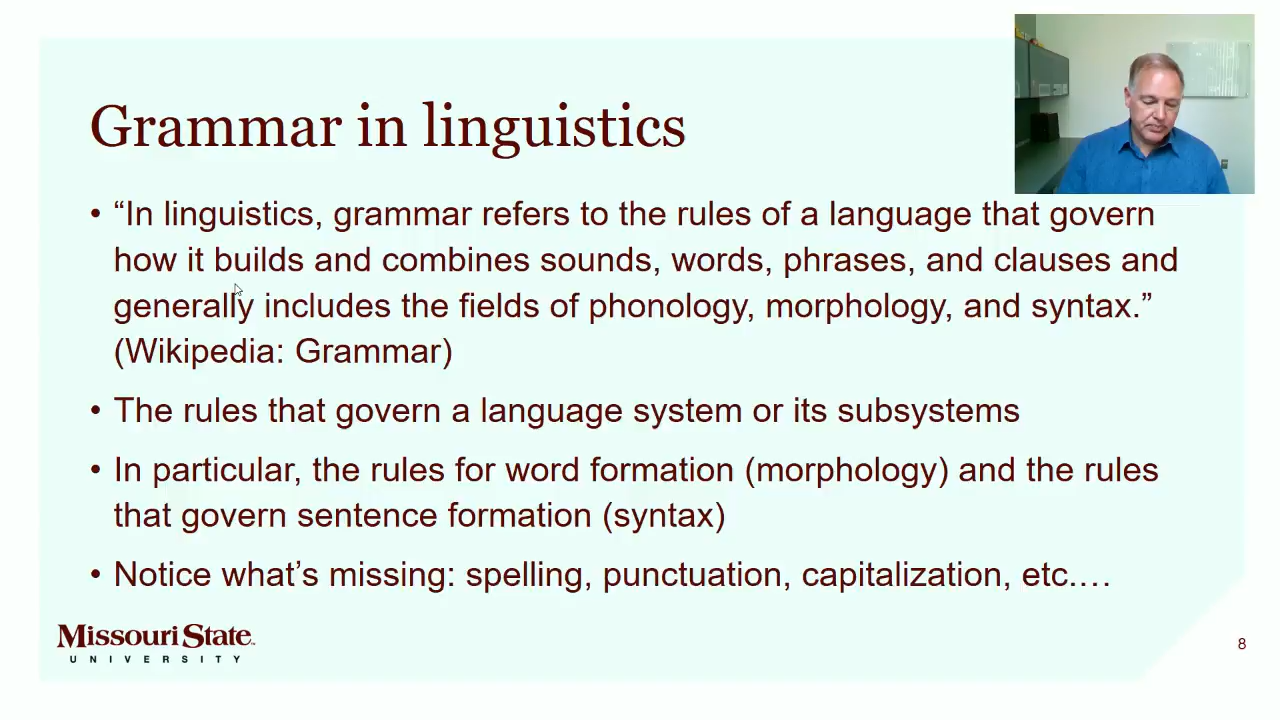 Grammar in linguistics
• “In linguistics, grammar refers to the rules of a language that govern
how it builds and combines sounds, words, phrases, and clauses and
generally includes the fields of phonology, morphology, and syntax.”
(Wikipedia: Grammar)
• The rules that govern a language system or its subsystems
• In particular, the rules for word formation (morphology) and the rules
that govern sentence formation (syntax)
• Notice what’s missing: spelling, punctuation, capitalization, etc.…
Missouri State
UNIVERSITY
8